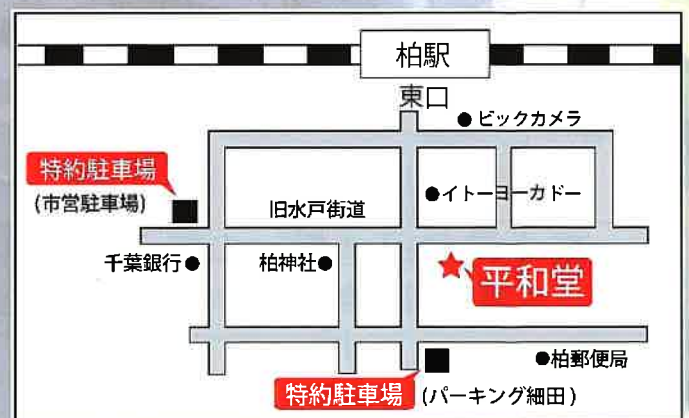 柏駅
東口
ビックカメラ
特約駐車場
(市営駐車場)
イトーヨーカドー
旧水戸街道
千葉銀行
柏神社
平和堂
柏郵便局
特約駐車場
(パーキング細田)